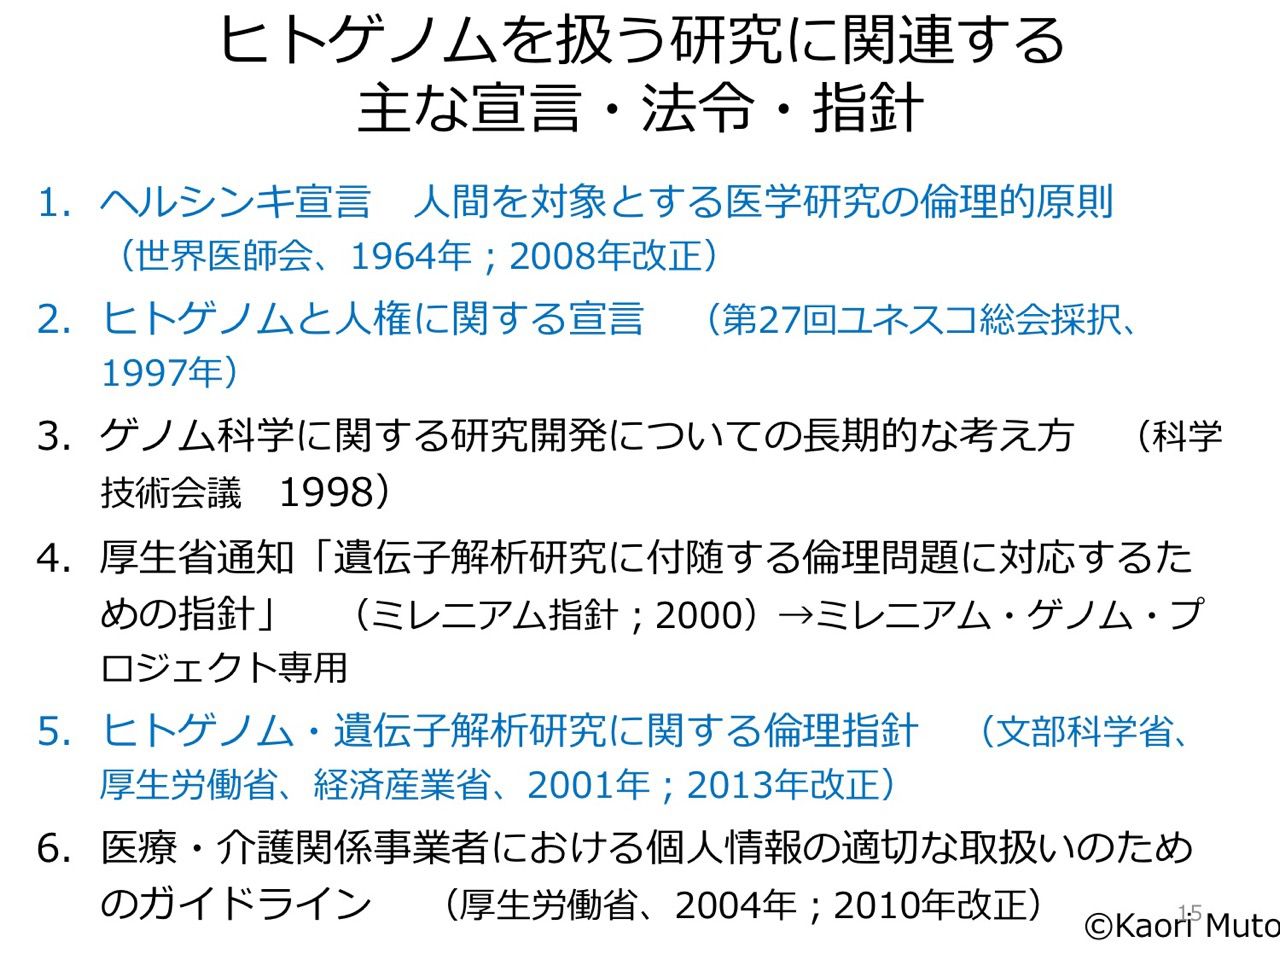 ヒトゲノムを扱う研究に関連する
主な宣言・法令・指針
1. ヘルシンキ宣言　人間を対象とする医学研究の倫理的原則
（世界医師会、1964年；2008年改正）
2. ヒトゲノムと人権に関する宣言　（第27回ユネスコ総会採択、
1997年）
3. ゲノム科学に関する研究開発についての長期的な考え方　（科学
技術会議　1998）
4. 厚生省通知「遺伝子解析研究に付随する倫理問題に対応するた
めの指針」　（ミレニアム指針；2000）→ミレニアム・ゲノム・プ
ロジェクト専用
5. ヒトゲノム・遺伝子解析研究に関する倫理指針　（文部科学省、
厚生労働省、経済産業省、2001年；2013年改正）
6. 医療・介護関係事業者における個人情報の適切な取扱いのため
のガイドライン　（厚生労働省、2004年；2010年改正）
15
©Kaori Muto